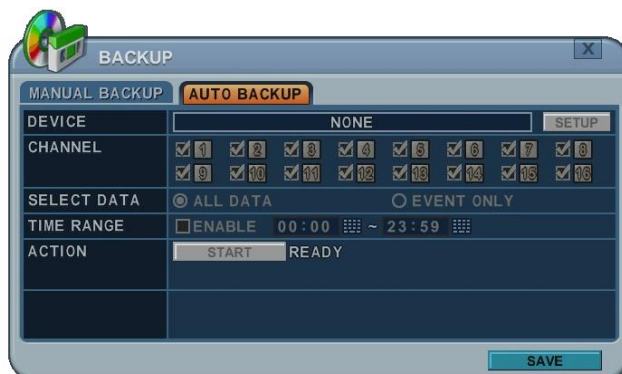 BACKUP X
MANUAL BACKUP AUTO BACKUP
DEVICE NONE SETUP
CHANNEL 1 2 3 4 5 6 7 8
9 10 11 12 13 14 15 16
SELECT DATA ALL DATA EVENT ONLY
TIME RANGE ENABLE 00:00 ~ 23:59
ACTION START READY
SAVE